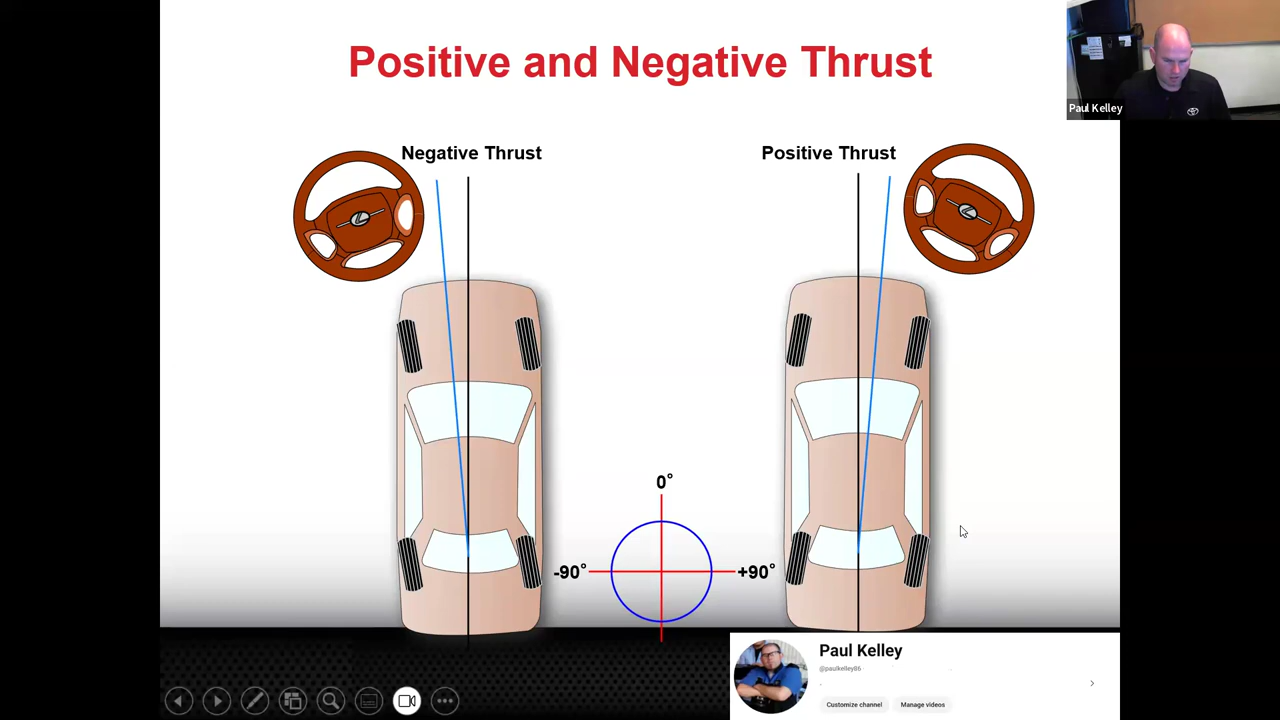 Positive and Negative Thrust
Paul Kelley
Negative Thrust
Positive Thrust
0°
-90°
+90°
Paul Kelley
@paulkelley86
Customize channel
Manage videos